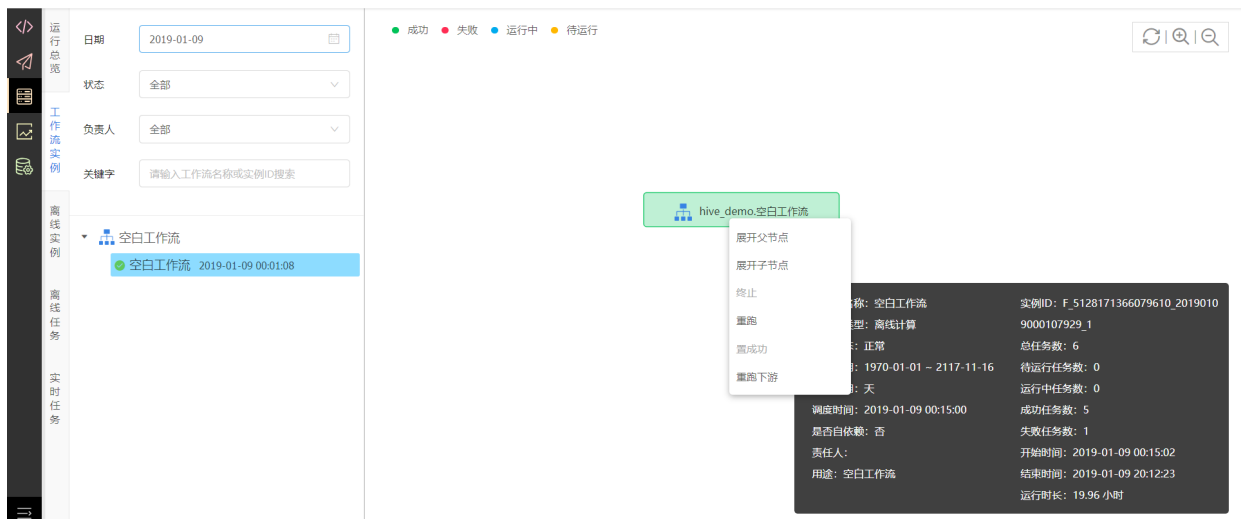 运行总览
工作流实例
离线实例
离线任务
实时任务
日期
2019-01-09
状态
全部
负责人
全部
关键字
请输入工作流名称或实例ID搜索
空白工作流
空白工作流 2019-01-09 00:01:08
成功 失败 运行中 待运行
hive_demo.空白工作流
展开父节点
展开子节点
终止
重跑
置成功
重跑下游
称：空白工作流
型：离线计算
：正常
：1970-01-01 ~ 2117-11-16
：天
调度时间：2019-01-09 00:15:00
是否自依赖：否
责任人：
用途：空白工作流
实例ID：F_5128171366079610_2019010
9000107929_1
总任务数：6
待运行任务数：0
运行中任务数：0
成功任务数：5
失败任务数：1
开始时间：2019-01-09 00:15:02
结束时间：2019-01-09 20:12:23
运行时长：19.96 小时